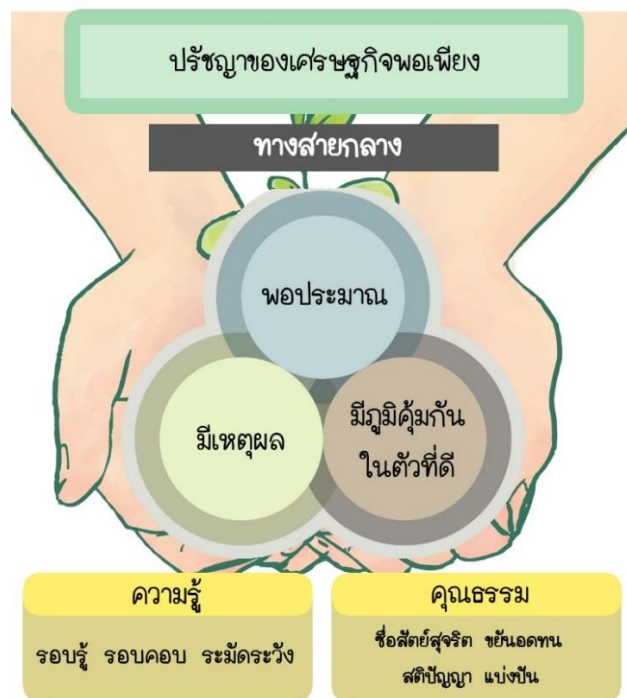 ปรัชญาของเศรษฐกิจพอเพียง
ทางสายกลาง
พอประมาณ
มีเหตุผล
มีภูมิคุ้มกัน
ในตัวที่ดี
ความรู้
รอบรู้ รอบคอบ ระมัดระวัง
คุณธรรม
ซื่อสัตย์สุจริต ขยันอดทน
สติปัญญา แบ่งปัน